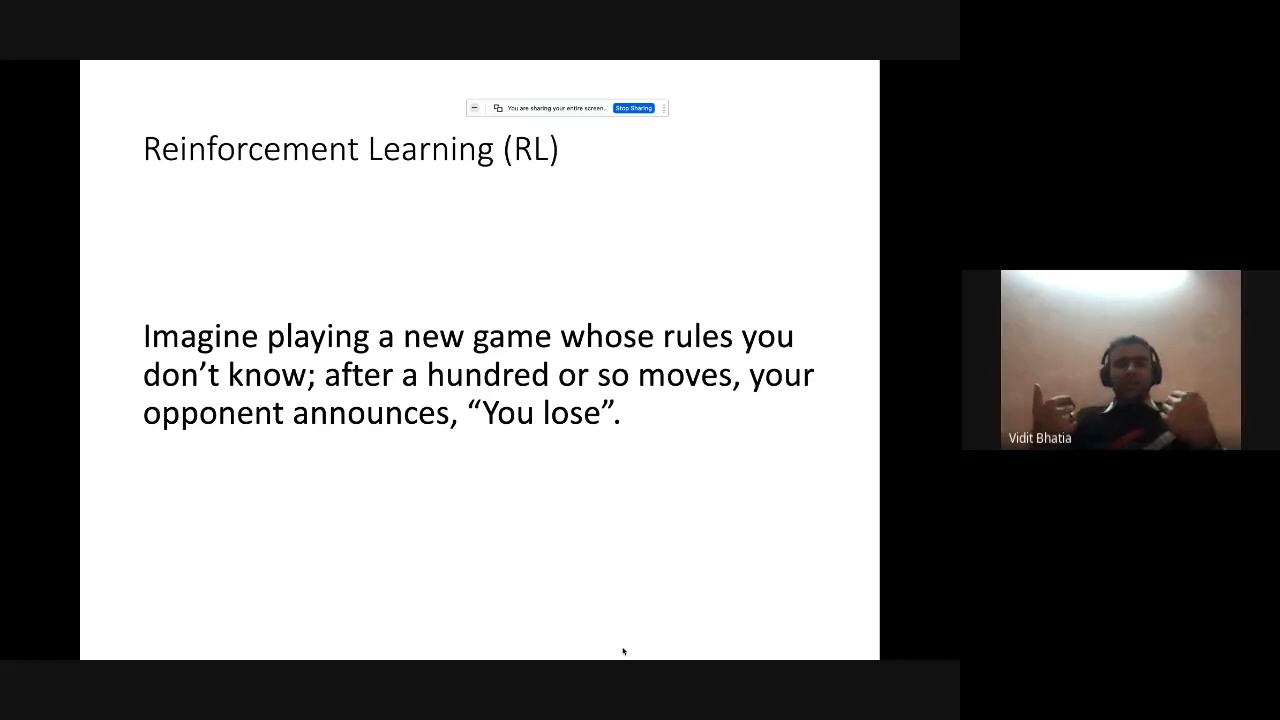 You are sharing your entire screen.
Stop Sharing
Reinforcement Learning (RL)
Imagine playing a new game whose rules you
don’t know; after a hundred or so moves, your
opponent announces, “You lose”.
Vidit Bhatia